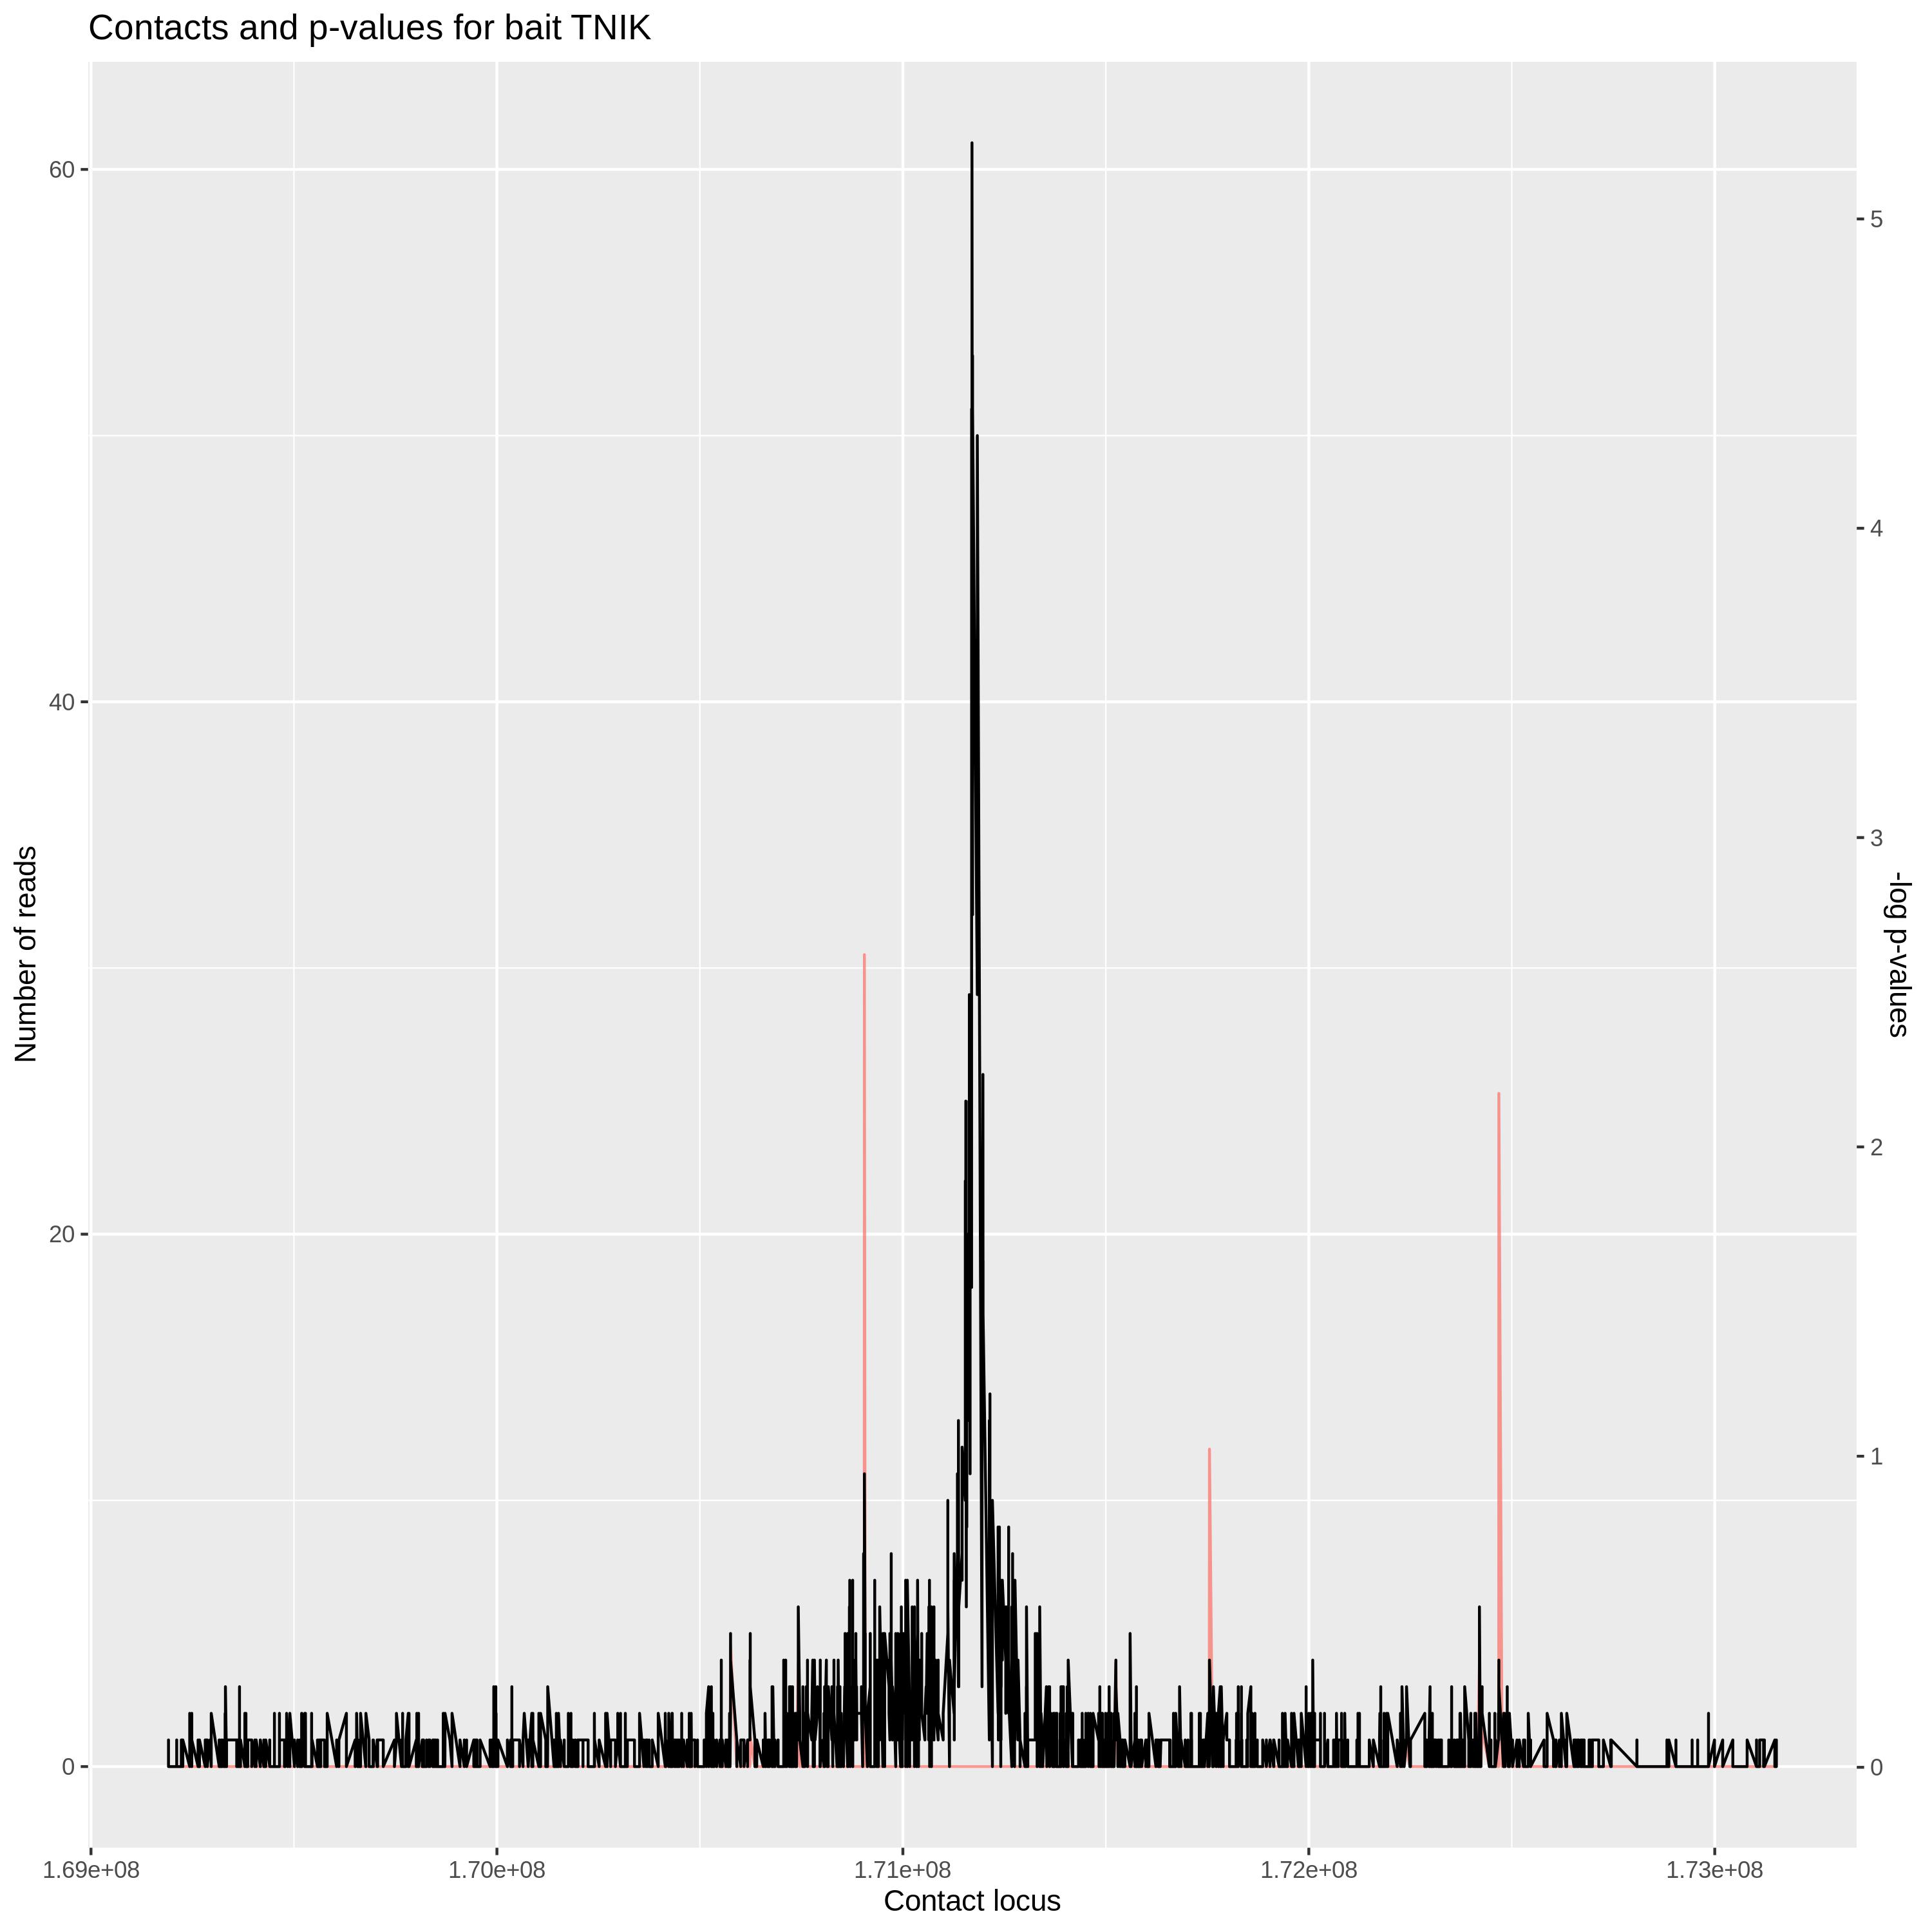 Contacts and p-values for bait TNIK
60
40
20
0
Number of reads
5
4
3
2
1
0
-log p-values
1.69e+08
1.70e+08
1.71e+08
1.72e+08
1.73e+08
Contact locus